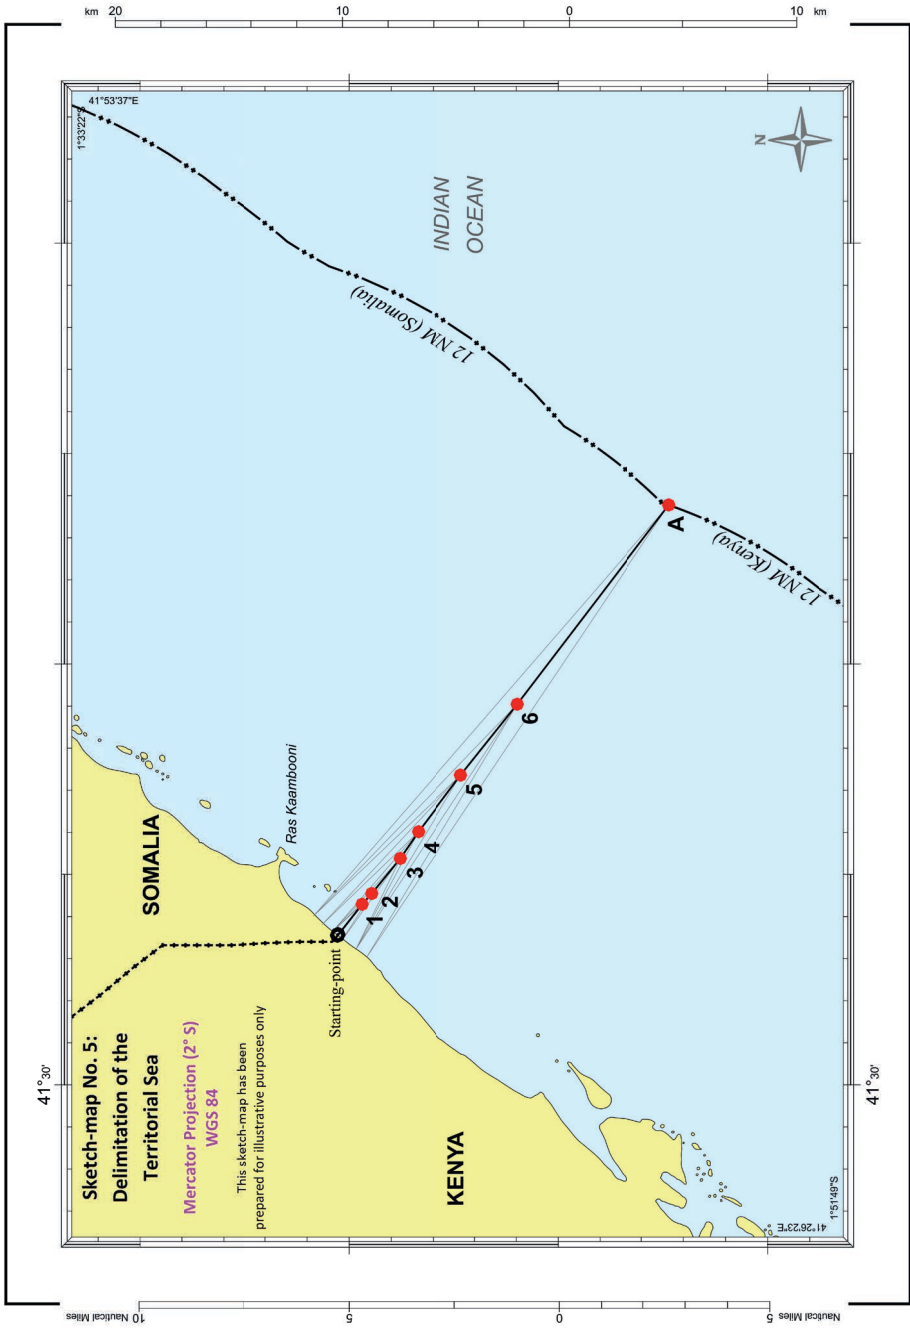 Sketch-map No. 5:
Delimitation of the
Territorial Sea
Mercator Projection (2° S)
WGS 84
This sketch-map has been
prepared for illustrative purposes only
SOMALIA
KENYA
Ras Kaambooni
Starting-point
1
2
3
4
5
6
A
INDIAN
OCEAN
12 NM (Somalia)
12 NM (Kenya)
N
1°33'22"S
41°53'37"E
41°26'23"E
1°51'49"S
41°30'
41°30'
km 20 10 0 10 km
Nautical Miles 10 5 0 5 Nautical Miles